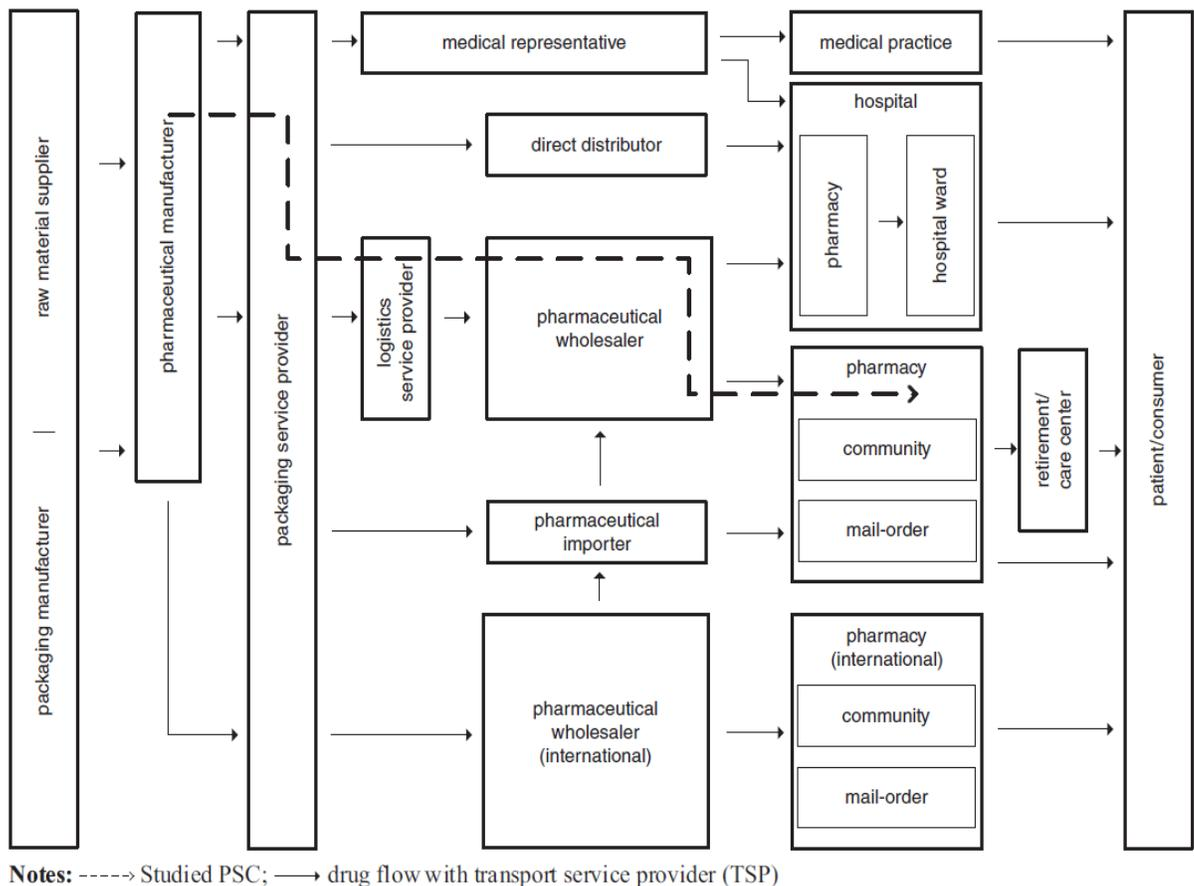 raw material supplier
|
packaging manufacturer
pharmaceutical manufacturer
packaging service provider
medical representative
direct distributor
logistics
service provider
pharmaceutical
wholesaler
pharmaceutical
importer
pharmaceutical
wholesaler
(international)
medical practice
hospital
pharmacy
hospital ward
pharmacy
community
mail-order
pharmacy
(international)
community
mail-order
retirement/
care center
patient/consumer
Notes: -----> Studied PSC; ——→ drug flow with transport service provider (TSP)